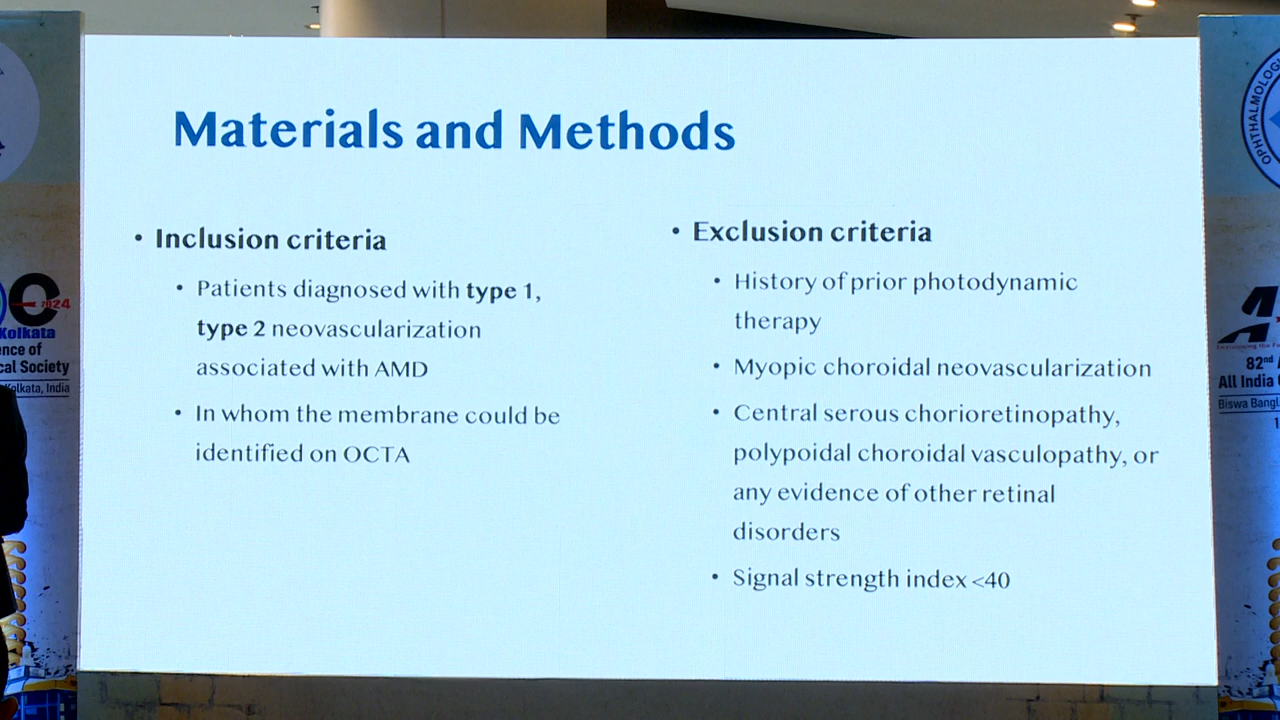 Materials and Methods
• Inclusion criteria
• Patients diagnosed with type 1,
type 2 neovascularization
associated with AMD
• In whom the membrane could be
identified on OCTA
• Exclusion criteria
• History of prior photodynamic
therapy
• Myopic choroidal neovascularization
• Central serous chorioretinopathy,
polypoidal choroidal vasculopathy, or
any evidence of other retinal
disorders
• Signal strength index <40
2024
Kolkata
cal Society
Kolkata, India
OPHTHALMOLOG
82nd A
All India
Biswa Bangl